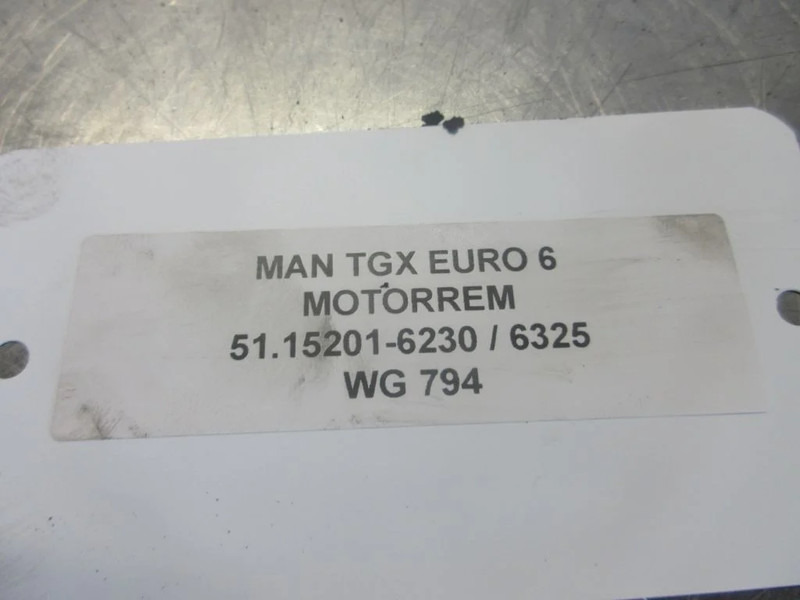 MAN TGX EURO 6
MOTORREM
51.15201-6230 / 6325
WG 794